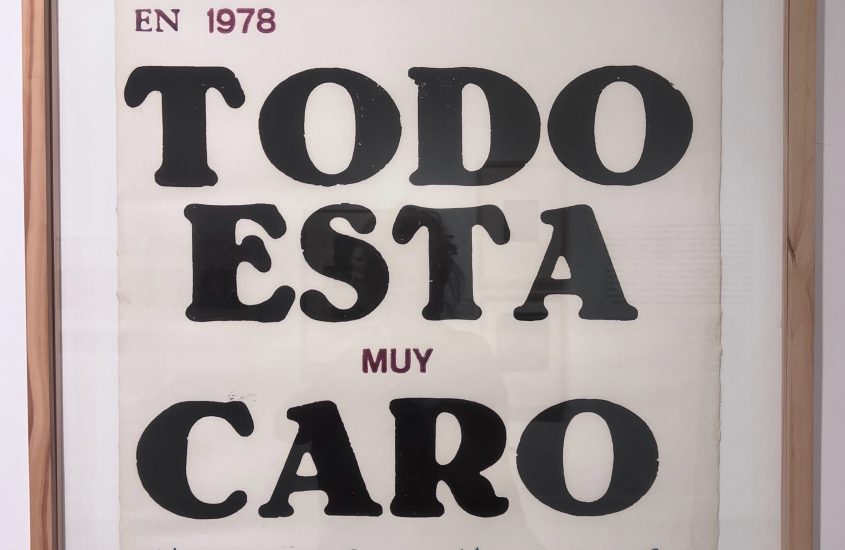 EN 1978
TODO
ESTA
MUY
CARO